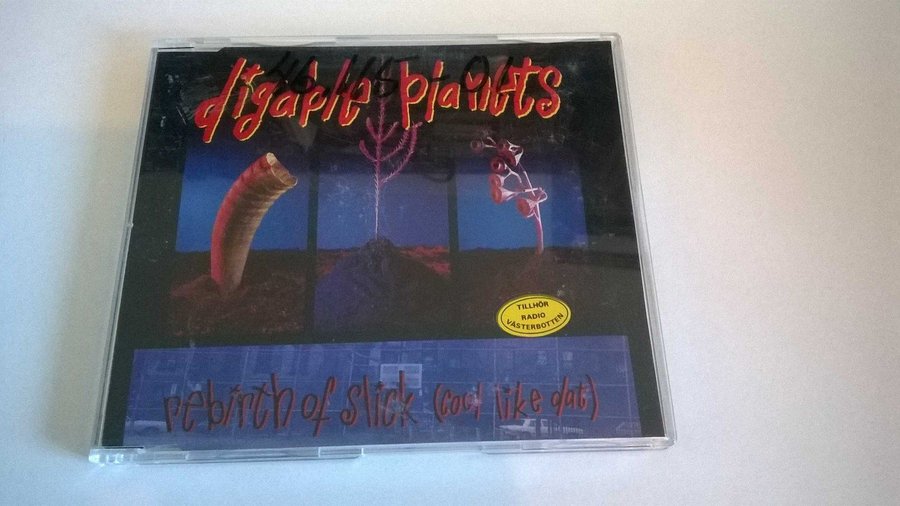 digable planets
TILLHÖR
RADIO
VÄSTERBOTTEN
rebirth of slick (cool like dat)